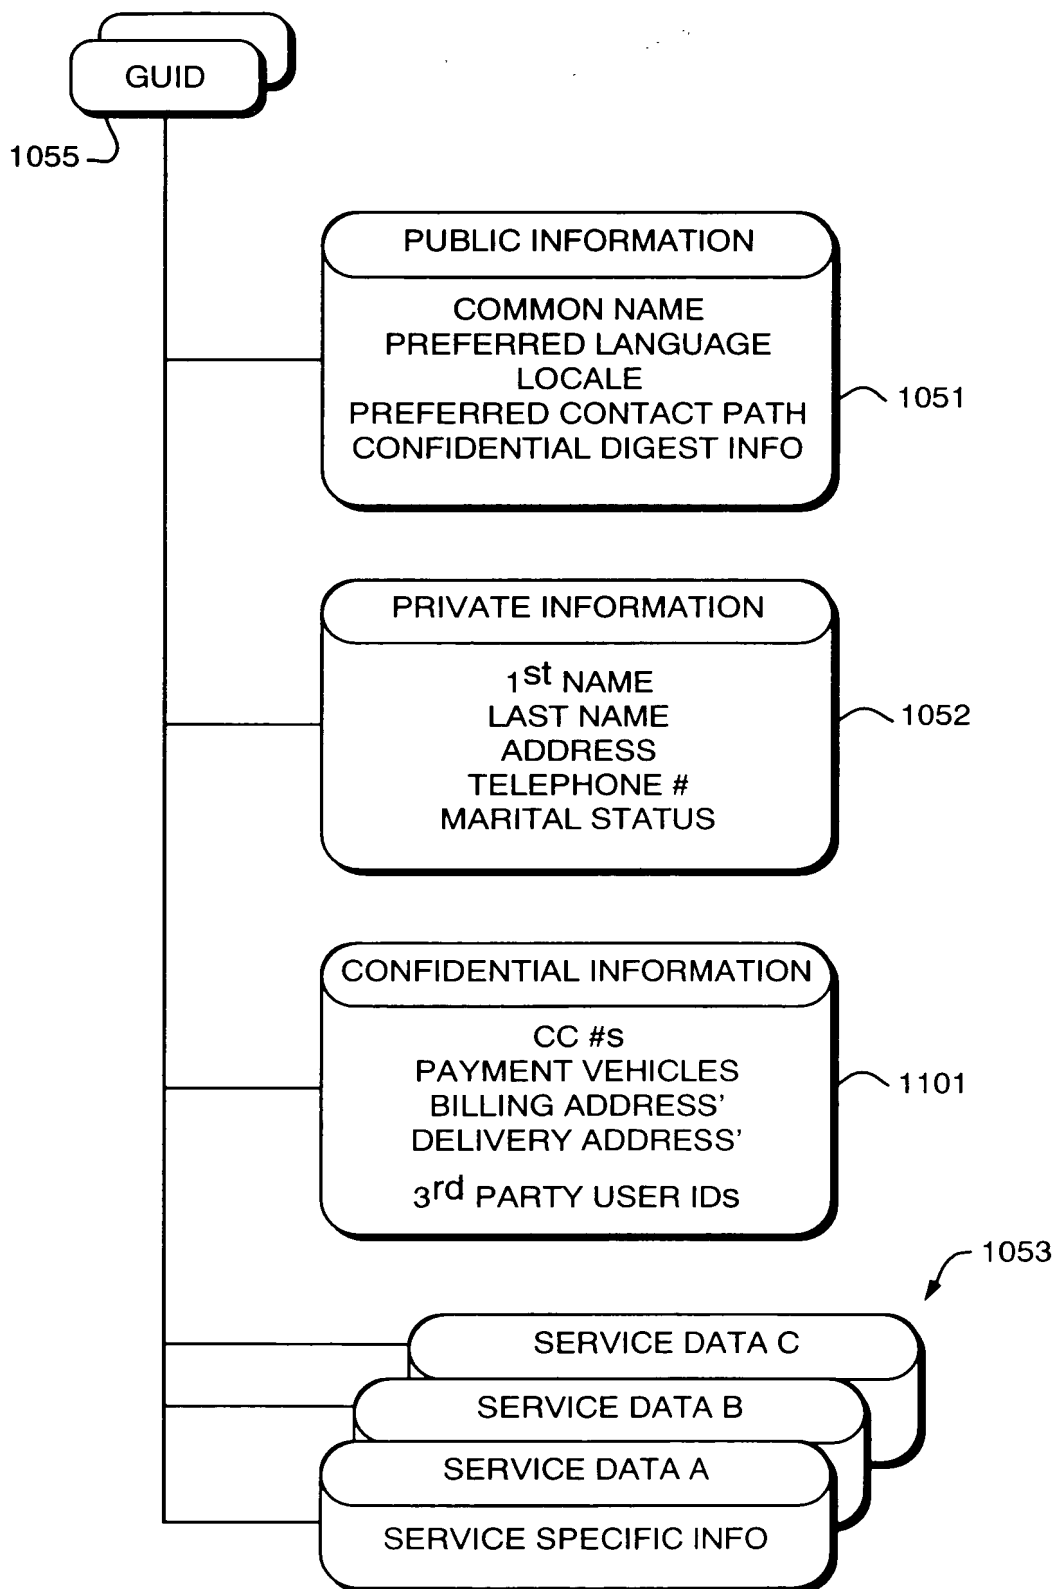 GUID
1055
PUBLIC INFORMATION
COMMON NAME
PREFERRED LANGUAGE
LOCALE
PREFERRED CONTACT PATH
CONFIDENTIAL DIGEST INFO
1051
PRIVATE INFORMATION
1st NAME
LAST NAME
ADDRESS
TELEPHONE #
MARITAL STATUS
1052
CONFIDENTIAL INFORMATION
CC #s
PAYMENT VEHICLES
BILLING ADDRESS’
DELIVERY ADDRESS’
3rd PARTY USER IDs
1101
1053
SERVICE DATA C
SERVICE DATA B
SERVICE DATA A
SERVICE SPECIFIC INFO